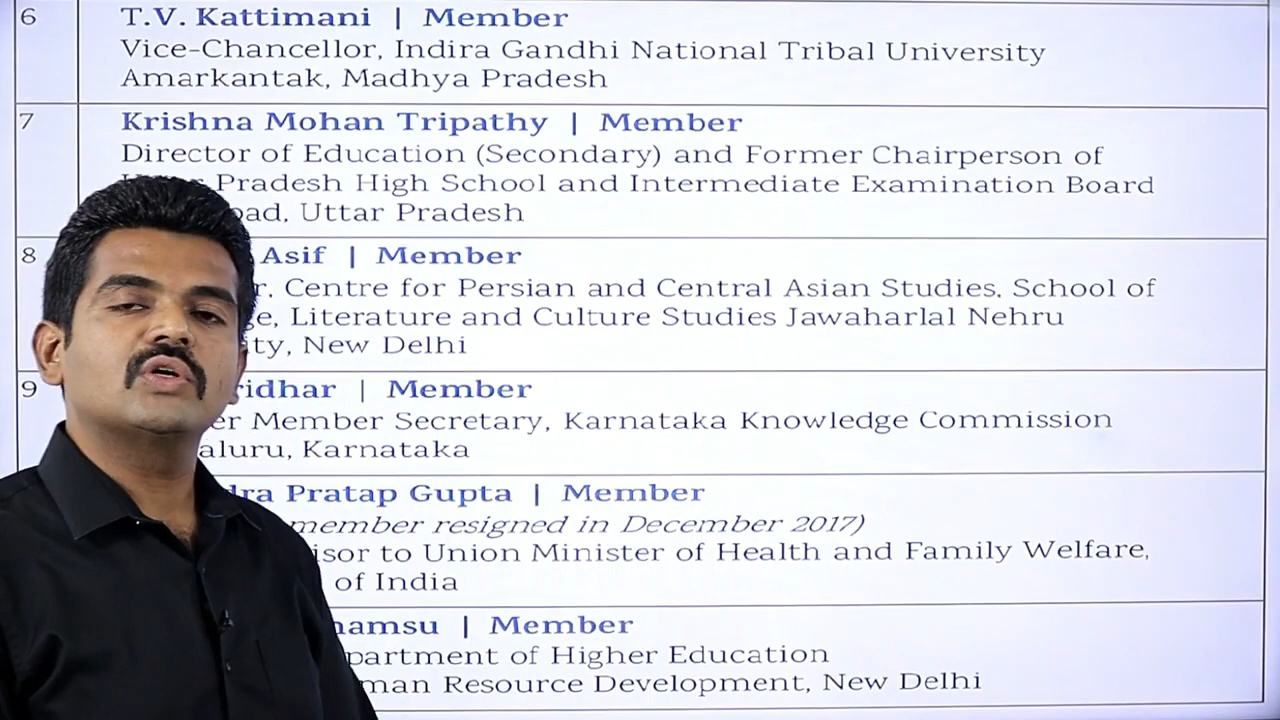 6
T.V. Kattimani | Member
Vice-Chancellor, Indira Gandhi National Tribal University
Amarkantak, Madhya Pradesh
7
Krishna Mohan Tripathy | Member
Director of Education (Secondary) and Former Chairperson of
Pradesh High School and Intermediate Examination Board
Uttar Pradesh
8
Asif | Member
Centre for Persian and Central Asian Studies, School of
Literature and Culture Studies Jawaharlal Nehru
New Delhi
9
| Member
Member Secretary, Karnataka Knowledge Commission
Karnataka
Pratap Gupta | Member
member resigned in December 2017)
to Union Minister of Health and Family Welfare,
of India
| Member
of Higher Education
Resource Development, New Delhi